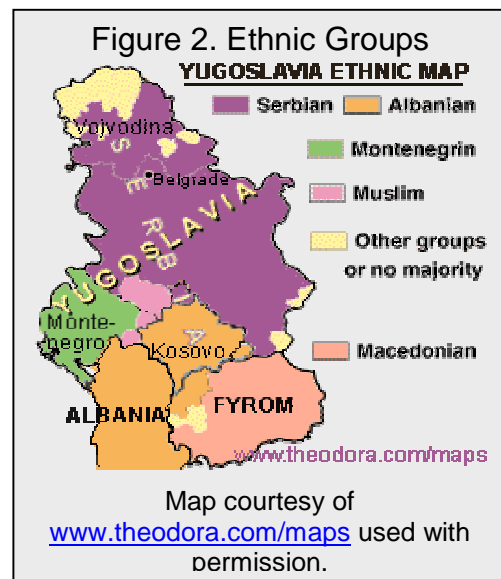 Figure 2. Ethnic Groups
YUGOSLAVIA ETHNIC MAP
Serbian
Albanian
Montenegrin
Muslim
Other groups
or no majority
Macedonian
Vojvodina
Belgrade
SERBIA
YUGOSLAVIA
Monte-
negro
Kosovo
ALBANIA
FYROM
www.theodora.com/maps
Map courtesy of
www.theodora.com/maps used with
permission.